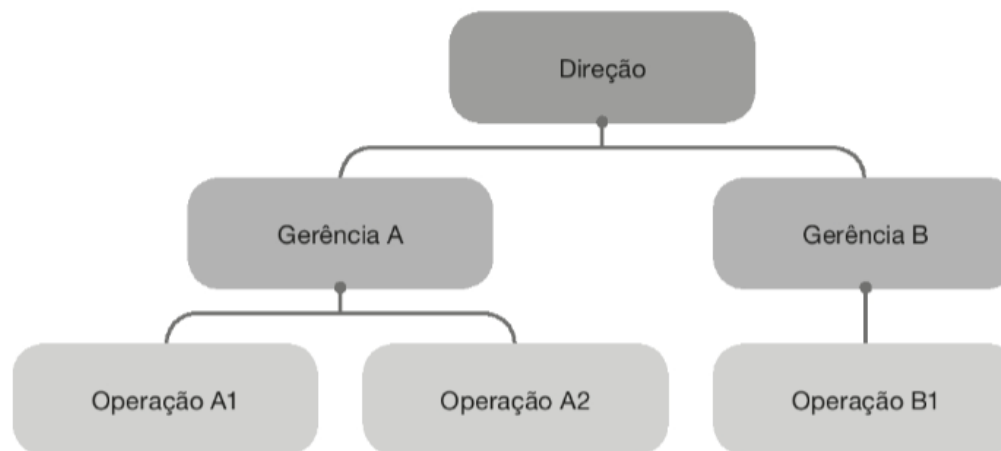 Direção
Gerência A
Gerência B
Operação A1
Operação A2
Operação B1